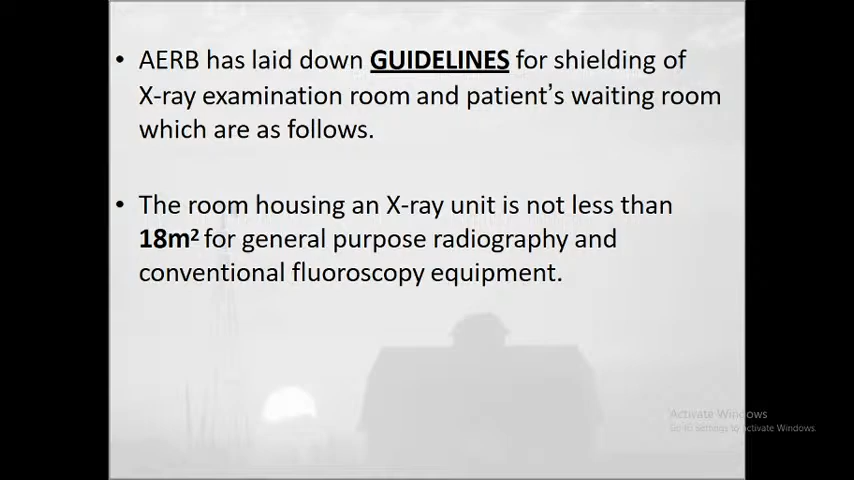 • AERB has laid down GUIDELINES for shielding of
X-ray examination room and patient’s waiting room
which are as follows.
• The room housing an X-ray unit is not less than
18m² for general purpose radiography and
conventional fluoroscopy equipment.
Activate Windows
Go to Settings to activate Windows.